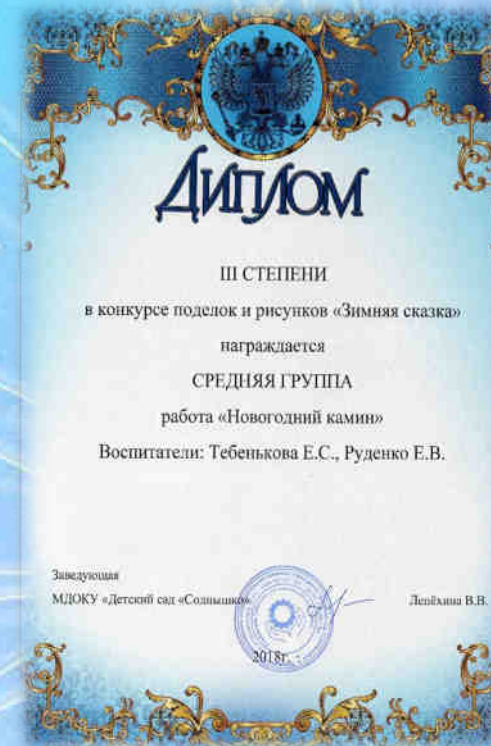 ДИПЛОМ
III СТЕПЕНИ
в конкурсе поделок и рисунков «Зимняя сказка»
награждается
СРЕДНЯЯ ГРУППА
работа «Новогодний камин»
Воспитатели: Тебенькова Е.С., Руденко Е.В.
Заведующая
МДОКУ «Детский сад «Солнышко»
Лепёхина В.В.
2018г.